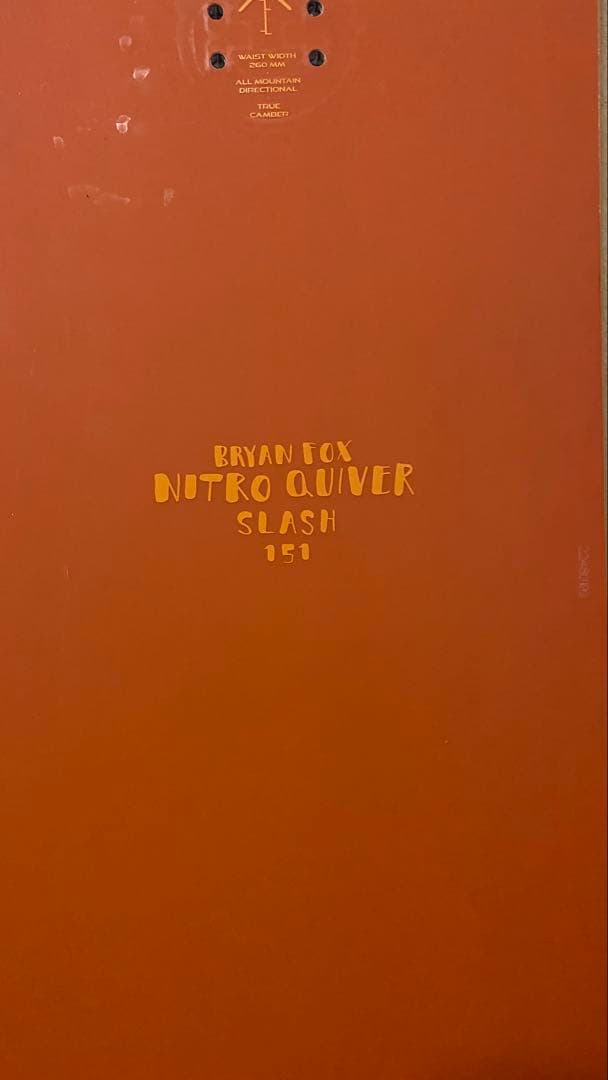 WAIST WIDTH
260 MM
ALL MOUNTAIN
DIRECTIONAL
TRUE
CAMBER
BRYAN FOX
NITRO QUIVER
SLASH
151